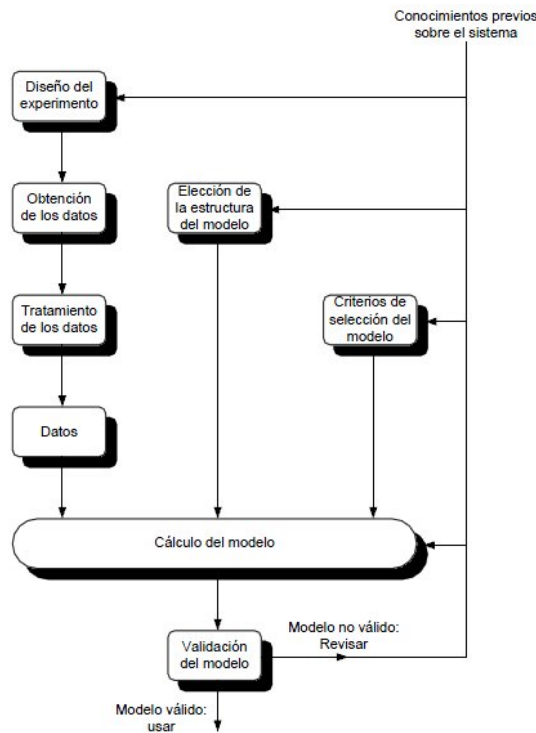 Conocimientos previos
sobre el sistema
Diseño del
experimento
Obtención
de los datos
Elección de
la estructura
del modelo
Tratamiento
de los datos
Criterios de
selección del
modelo
Datos
Cálculo del modelo
Validación
del modelo
Modelo no válido:
Revisar
Modelo válido:
usar